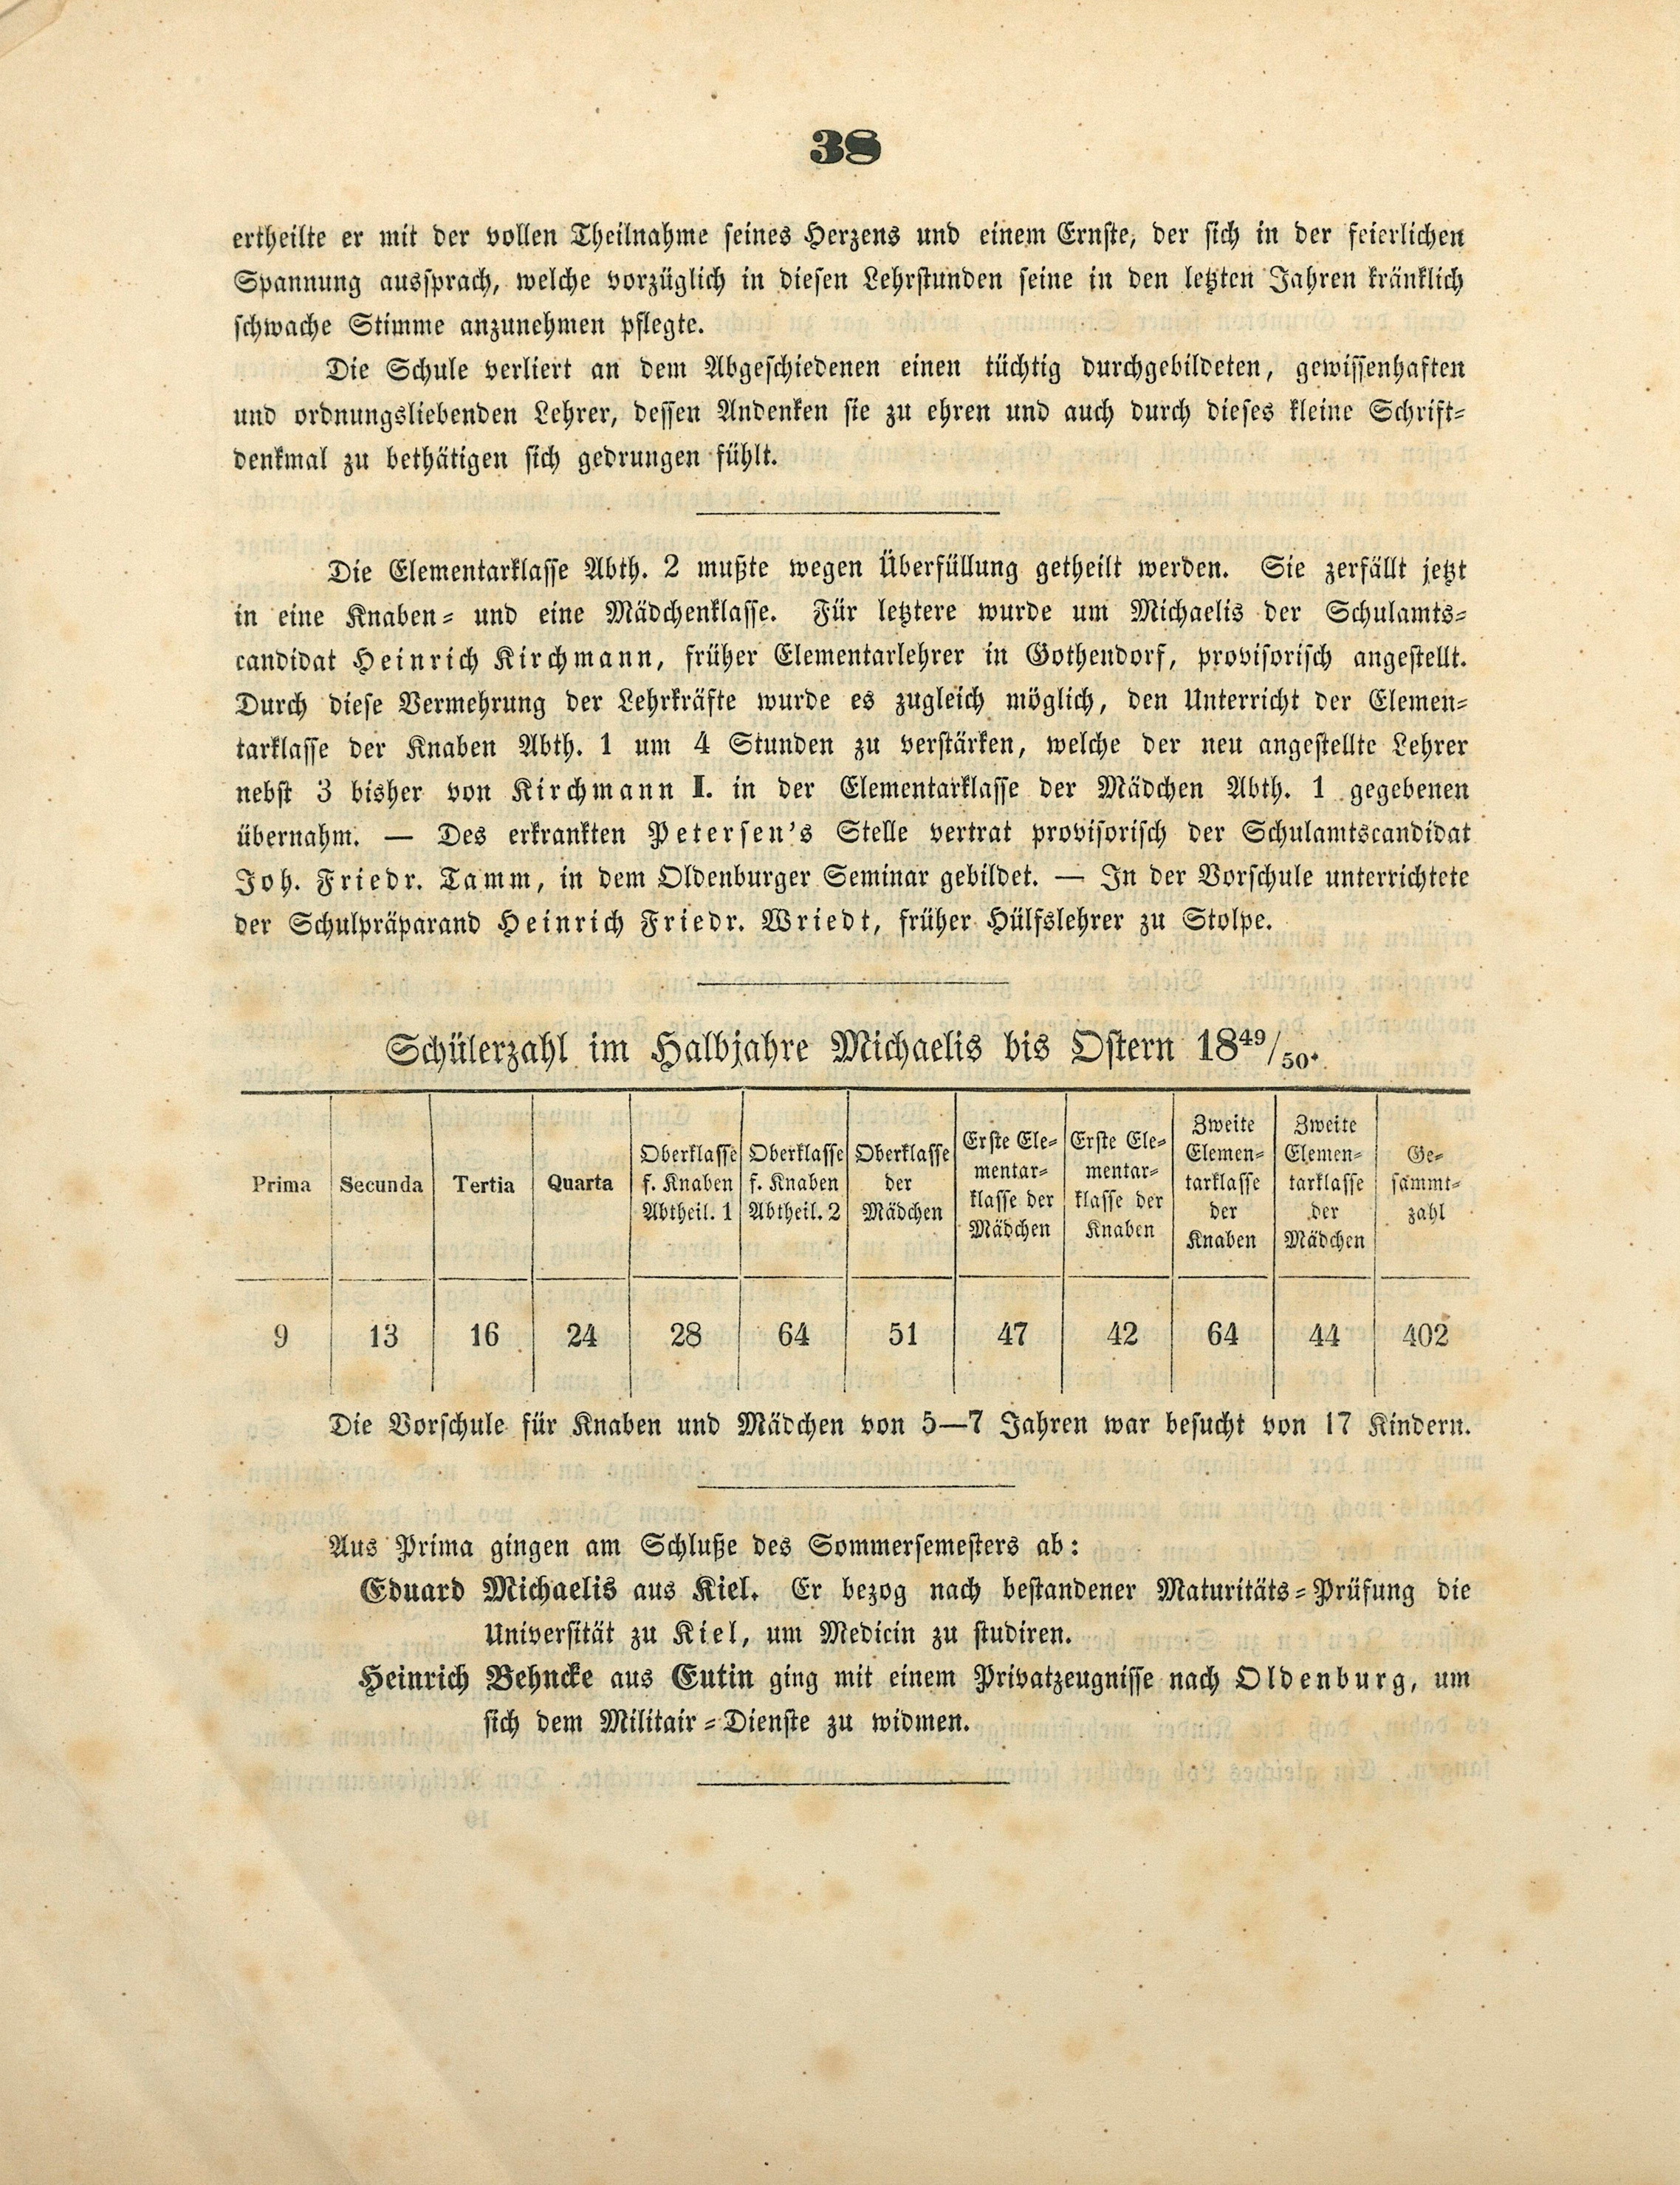 38
ertheilte er mit der vollen Theilnahme seines Herzens und einem Ernste, der sich in der feierlichen
Spannung aussprach, welche vorzüglich in diesen Lehrstunden seine in den letzten Jahren kränklich
schwache Stimme anzunehmen pflegte.
Die Schule verliert an dem Abgeschiedenen einen tüchtig durchgebildeten, gewissenhaften
und ordnungsliebenden Lehrer, dessen Andenken sie zu ehren und auch durch dieses kleine Schrift-
denkmal zu bethätigen sich gedrungen fühlt.
Die Elementarklasse Abth. 2 mußte wegen Überfüllung getheilt werden. Sie zerfällt jetzt
in eine Knaben- und eine Mädchenklasse. Für letztere wurde um Michaelis der Schulamts-
candidat Heinrich Kirchmann, früher Elementarlehrer in Gothendorf, provisorisch angestellt.
Durch diese Vermehrung der Lehrkräfte wurde es zugleich möglich, den Unterricht der Elemen-
tarklasse der Knaben Abth. 1 um 4 Stunden zu verstärken, welche der neu angestellte Lehrer
nebst 3 bisher von Kirchmann I. in der Elementarklasse der Mädchen Abth. 1 gegebenen
übernahm. — Des erkrankten Petersen's Stelle vertrat provisorisch der Schulamtscandidat
Joh. Friedr. Tamm, in dem Oldenburger Seminar gebildet. — In der Vorschule unterrichtete
der Schulpräparand Heinrich Friedr. Wriedt, früher Hülfslehrer zu Stolpe.
Schülerzahl im Halbjahre Michaelis bis Ostern 18⁴⁹/₅₀.
Prima
Secunda
Tertia
Quarta
Oberklasse
f. Knaben
Abtheil. 1
Oberklasse
f. Knaben
Abtheil. 2
Oberklasse
der
Mädchen
Erste Ele-
mentar-
klasse der
Mädchen
Erste Ele-
mentar-
klasse der
Knaben
Zweite
Elemen-
tarklasse
der
Knaben
Zweite
Elemen-
tarklasse
der
Mädchen
Ge-
sammt-
zahl
9 13 16 24 28 64 51 47 42 64 44 402
Die Vorschule für Knaben und Mädchen von 5—7 Jahren war besucht von 17 Kindern.
Aus Prima gingen am Schluße des Sommersemesters ab:
Eduard Michaelis aus Kiel. Er bezog nach bestandener Maturitäts-Prüfung die
Universität zu Kiel, um Medicin zu studiren.
Heinrich Behncke aus Eutin ging mit einem Privatzeugnisse nach Oldenburg, um
sich dem Militair-Dienste zu widmen.